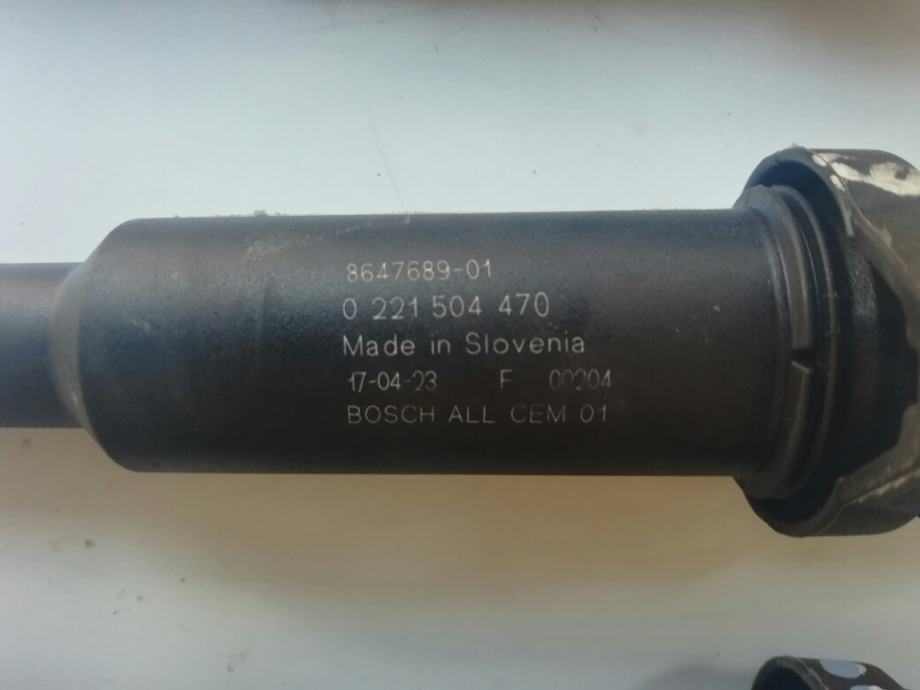 8647689-01
0 221 504 470
Made in Slovenia
17-04-23 F 00204
BOSCH ALL CEM 01